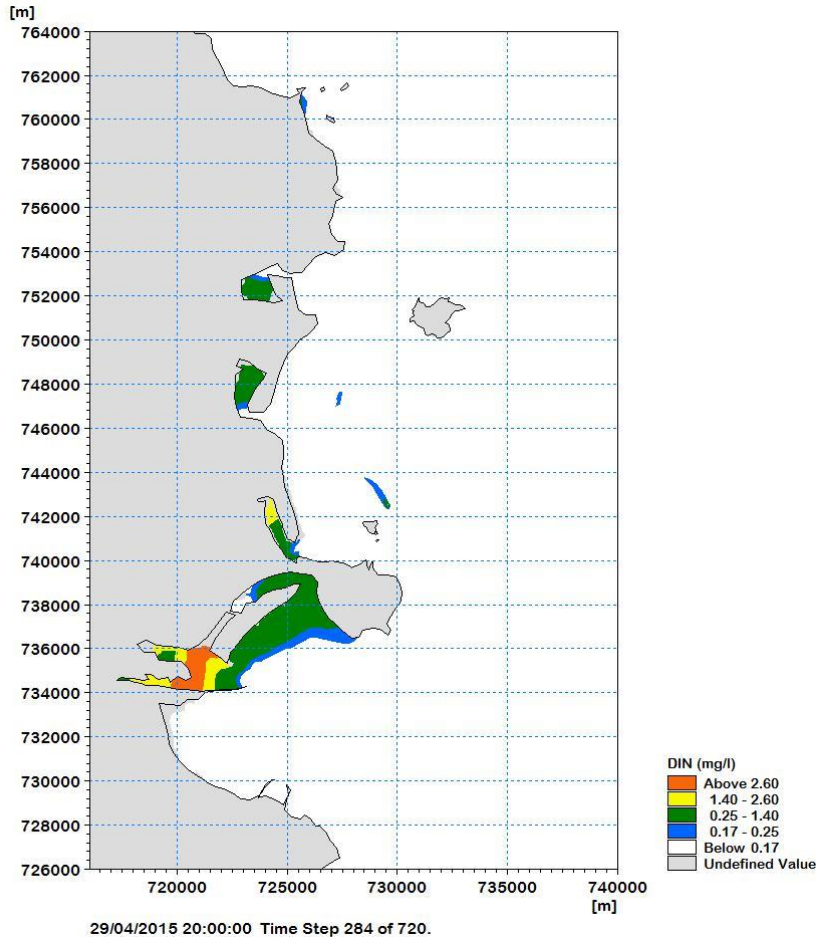 [m]
764000
762000
760000
758000
756000
754000
752000
750000
748000
746000
744000
742000
740000
738000
736000
734000
732000
730000
728000
726000
720000 725000 730000 735000 740000
[m]
DIN (mg/l)
Above 2.60
1.40 - 2.60
0.25 - 1.40
0.17 - 0.25
Below 0.17
Undefined Value
29/04/2015 20:00:00 Time Step 284 of 720.